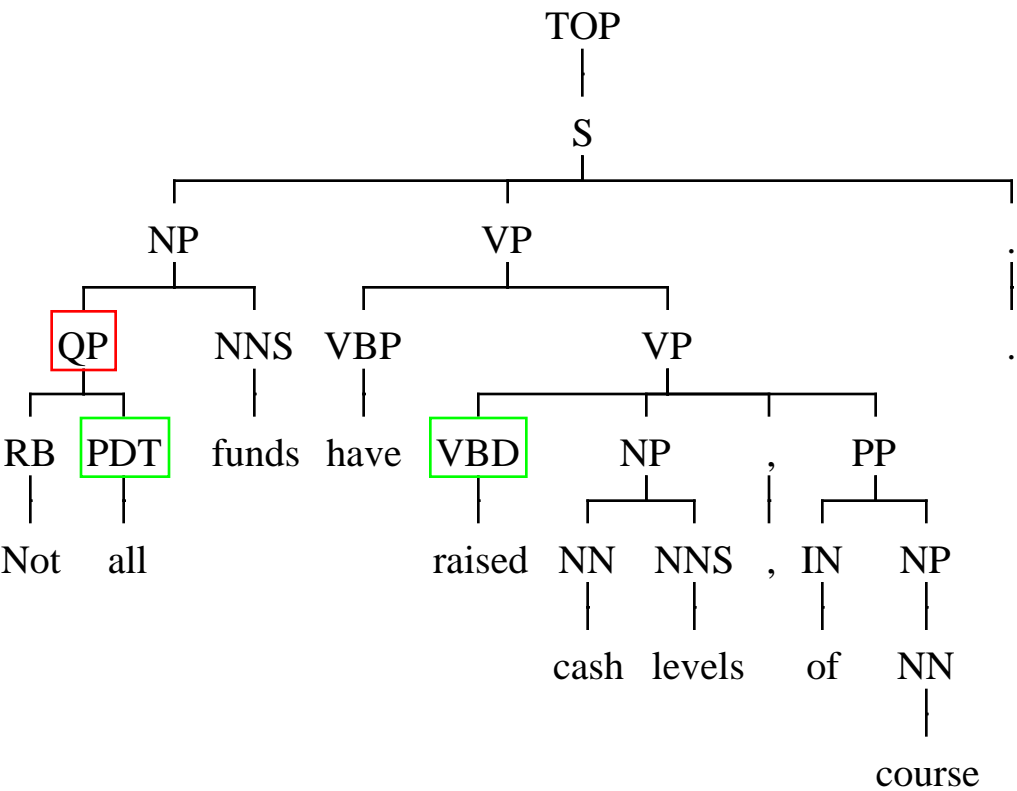 TOP
S
NP VP .
QP NNS VBP VP .
RB PDT funds have VBD NP , PP
Not all raised NN NNS , IN NP
cash levels of NN
course